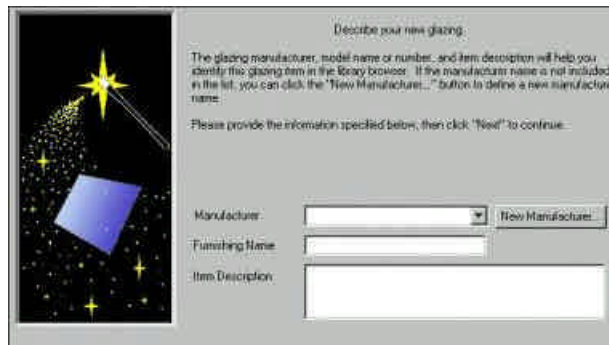 Describe your new glazing.
The glazing manufacturer, model name or number, and item description will help you
identify this glazing item in the library browser. If the manufacturer name is not included
in the list, you can click the "New Manufacturer..." button to define a new manufacture
name.
Please provide the information specified below, then click "Next" to continue.
Manufacturer
New Manufacturer...
Furnishing Name
Item Description